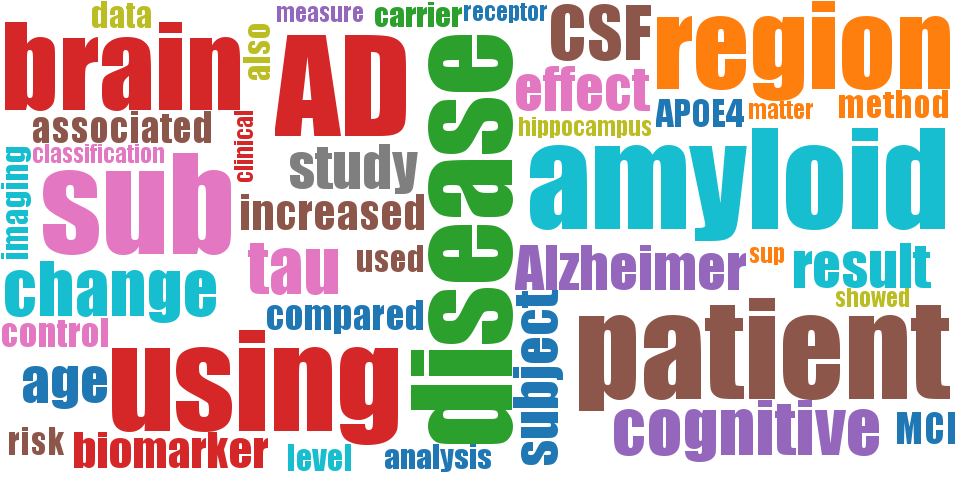 data
measure
carrier
receptor
CSF
region
brain
also
AD
disease
effect
APOE4
matter
method
associated
clinical
hippocampus
classification
imaging
sub
study
amyloid
increased
tau
used
Alzheimer
sup
result
change
showed
control
compared
subject
patient
using
age
cognitive
MCI
risk
biomarker
level
analysis